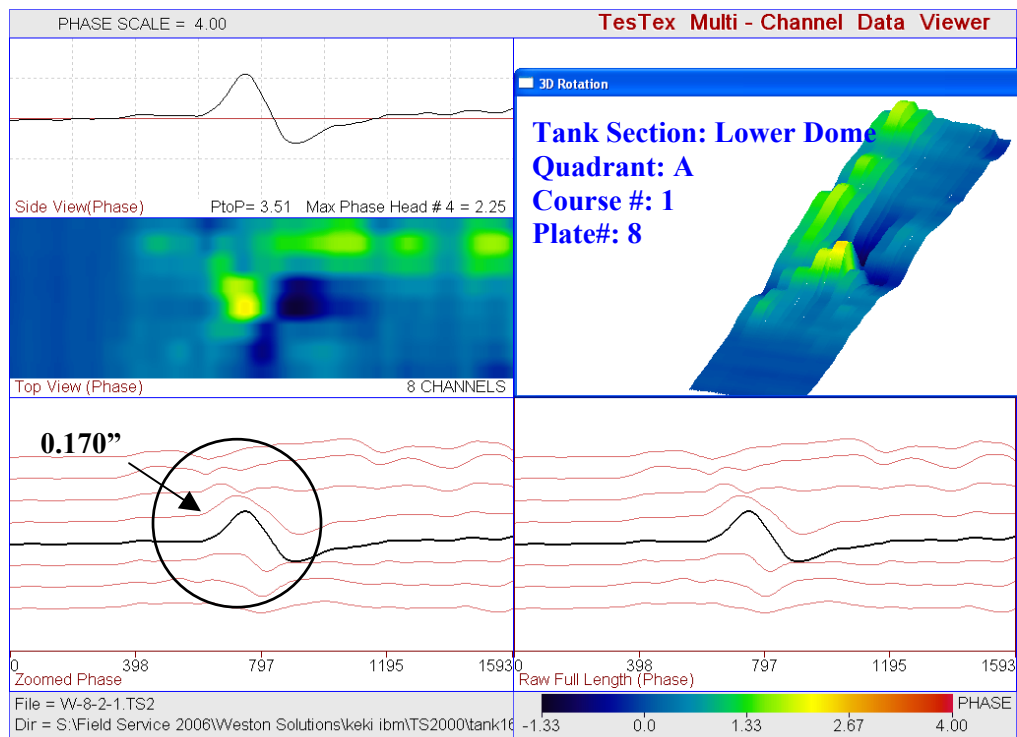 PHASE SCALE = 4.00
TesTex Multi - Channel Data Viewer
Side View(Phase) PtoP= 3.51 Max Phase Head # 4 = 2.25
3D Rotation
Tank Section: Lower Dome
Quadrant: A
Course #: 1
Plate#: 8
Top View (Phase) 8 CHANNELS
0.170”
0 398 797 1195 1593
Zoomed Phase
0 398 797 1195 1593
Raw Full Length (Phase)
File = W-8-2-1.TS2
Dir = S:\Field Service 2006\Weston Solutions\keki ibm\TS2000\tank16
PHASE
-1.33 0.0 1.33 2.67 4.00